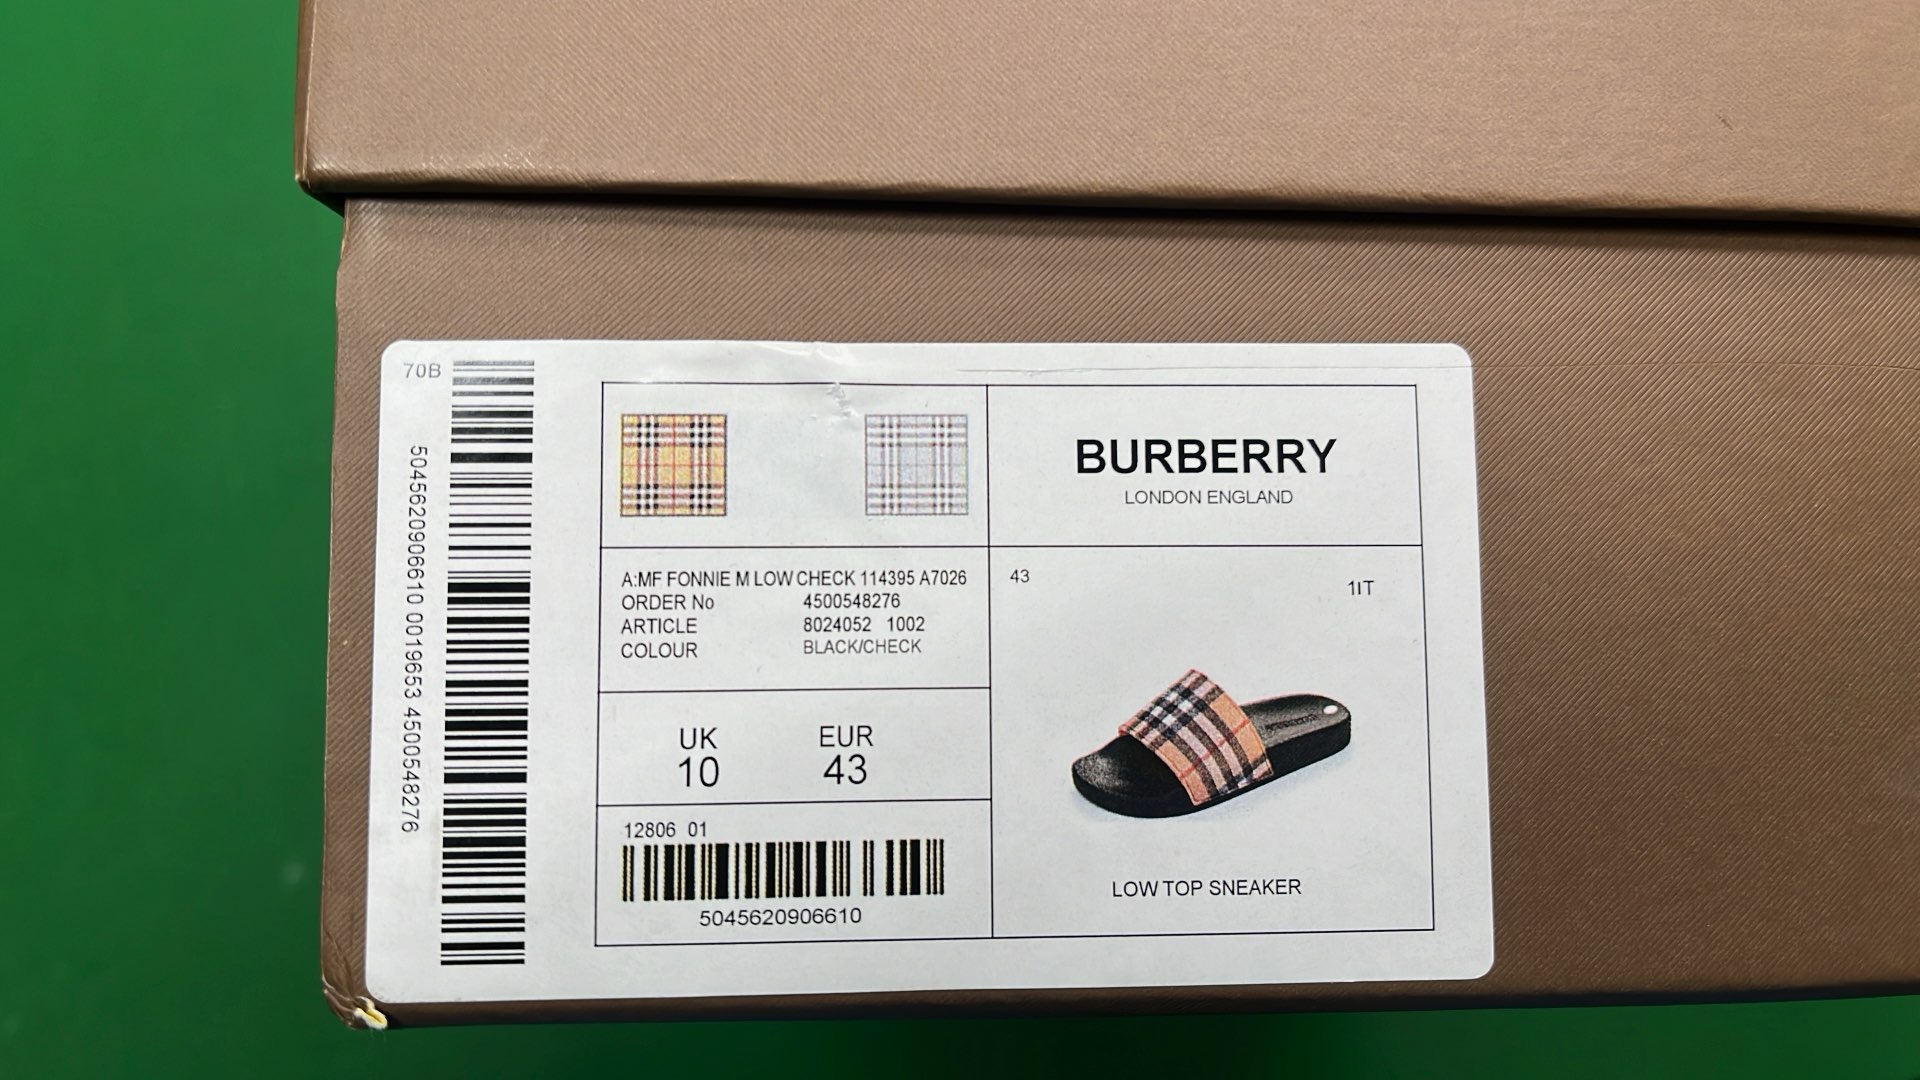 70B
5045620906610 0019653 4500548276
BURBERRY
LONDON ENGLAND
A:MF FONNIE M LOW CHECK 114395 A7026
ORDER No 4500548276
ARTICLE 8024052 1002
COLOUR BLACK/CHECK
UK EUR
10 43
12806 01
5045620906610
43 1IT
LOW TOP SNEAKER